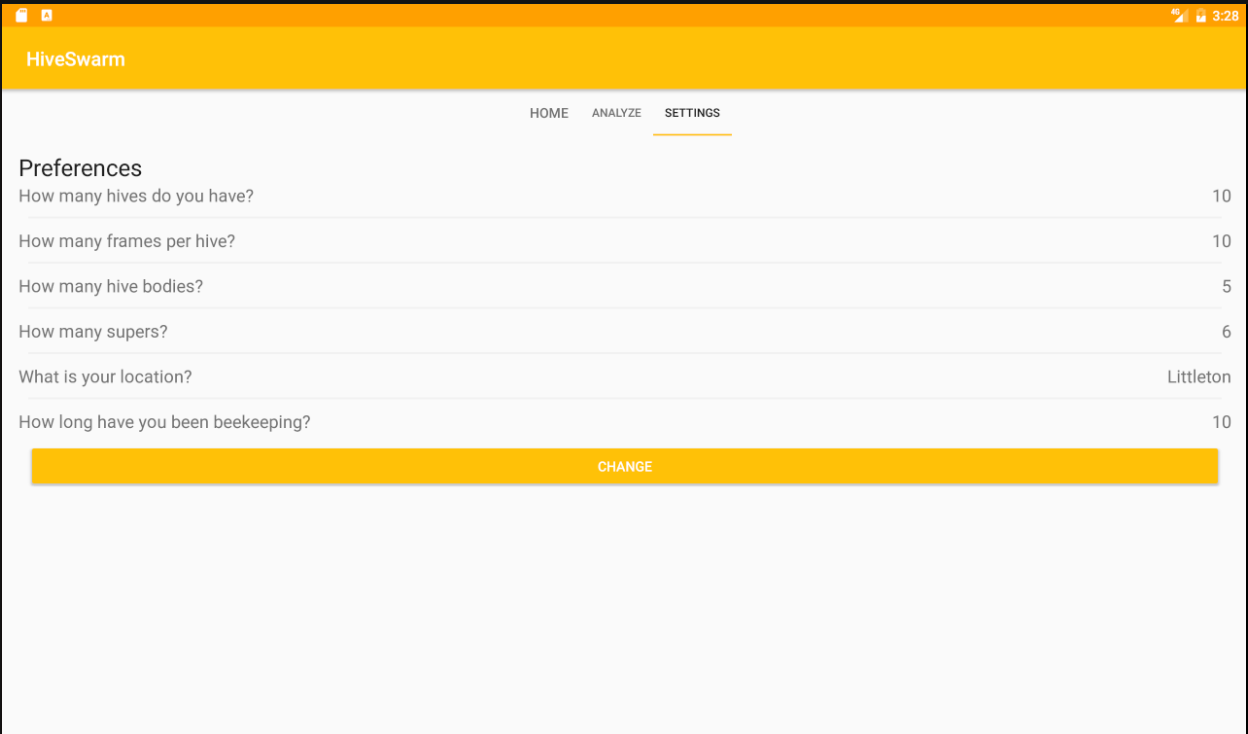 4G 3:28
HiveSwarm
HOME ANALYZE SETTINGS
Preferences
How many hives do you have? 10
How many frames per hive? 10
How many hive bodies? 5
How many supers? 6
What is your location? Littleton
How long have you been beekeeping? 10
CHANGE